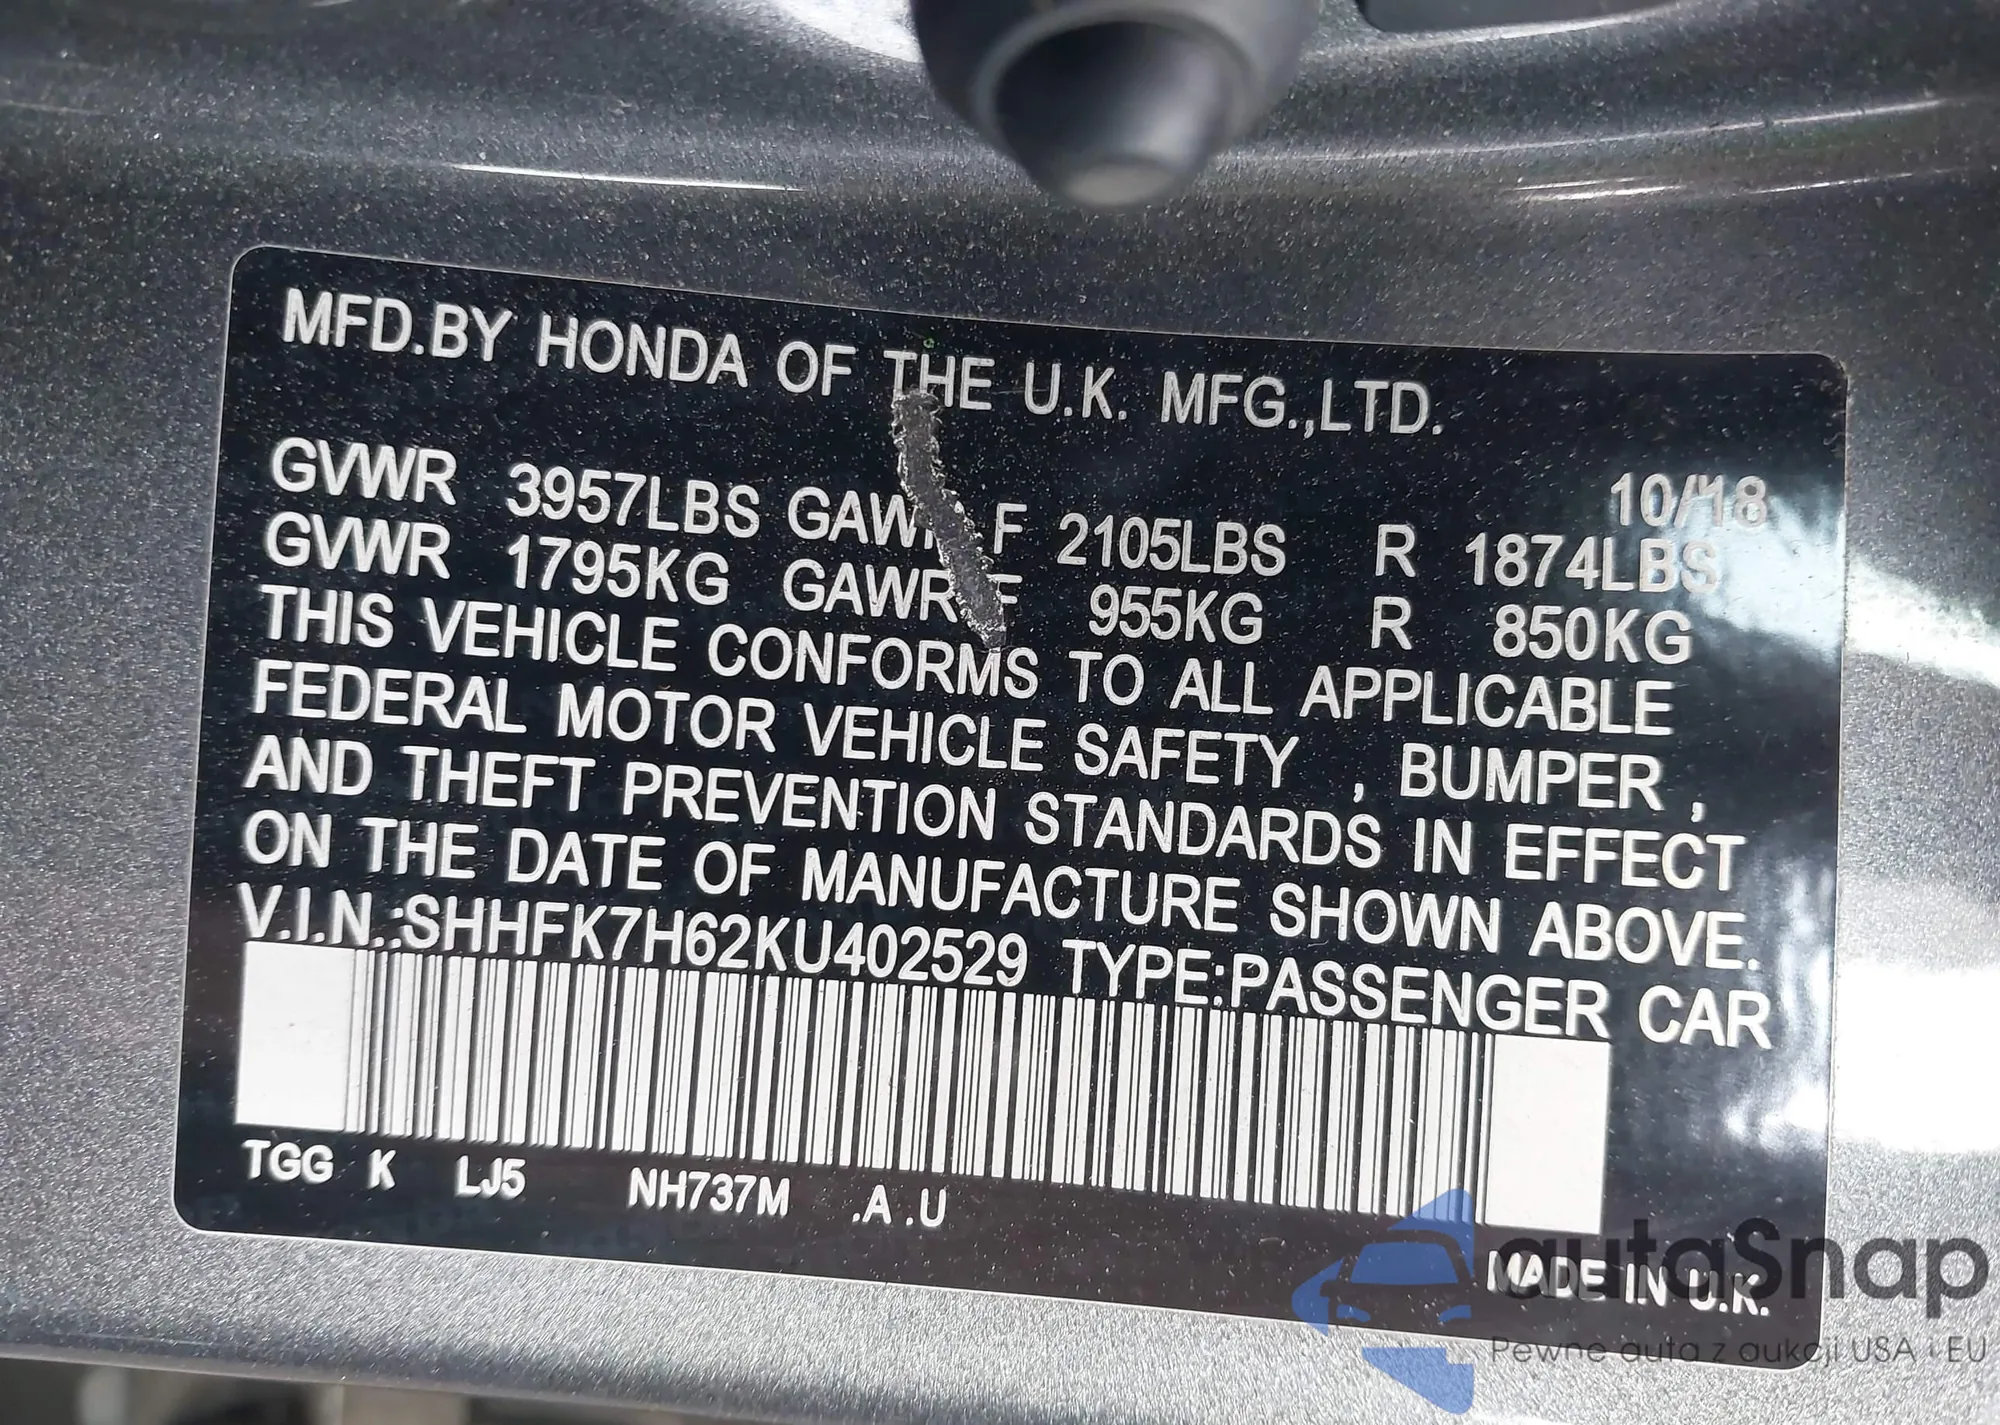 MFD.BY HONDA OF THE U.K. MFG.,LTD.
10/'18
GVWR 3957LBS GAWR F 2105LBS R 1874LBS
GVWR 1795KG GAWR F 955KG R 850KG
THIS VEHICLE CONFORMS TO ALL APPLICABLE
FEDERAL MOTOR VEHICLE SAFETY , BUMPER ,
AND THEFT PREVENTION STANDARDS IN EFFECT
ON THE DATE OF MANUFACTURE SHOWN ABOVE.
V.I.N.:SHHFK7H62KU402529 TYPE:PASSENGER CAR
TGG K LJ5 NH737M .A .U
MADE IN U.K.
autaSnap
Pewne auta z aukcji USA i EU